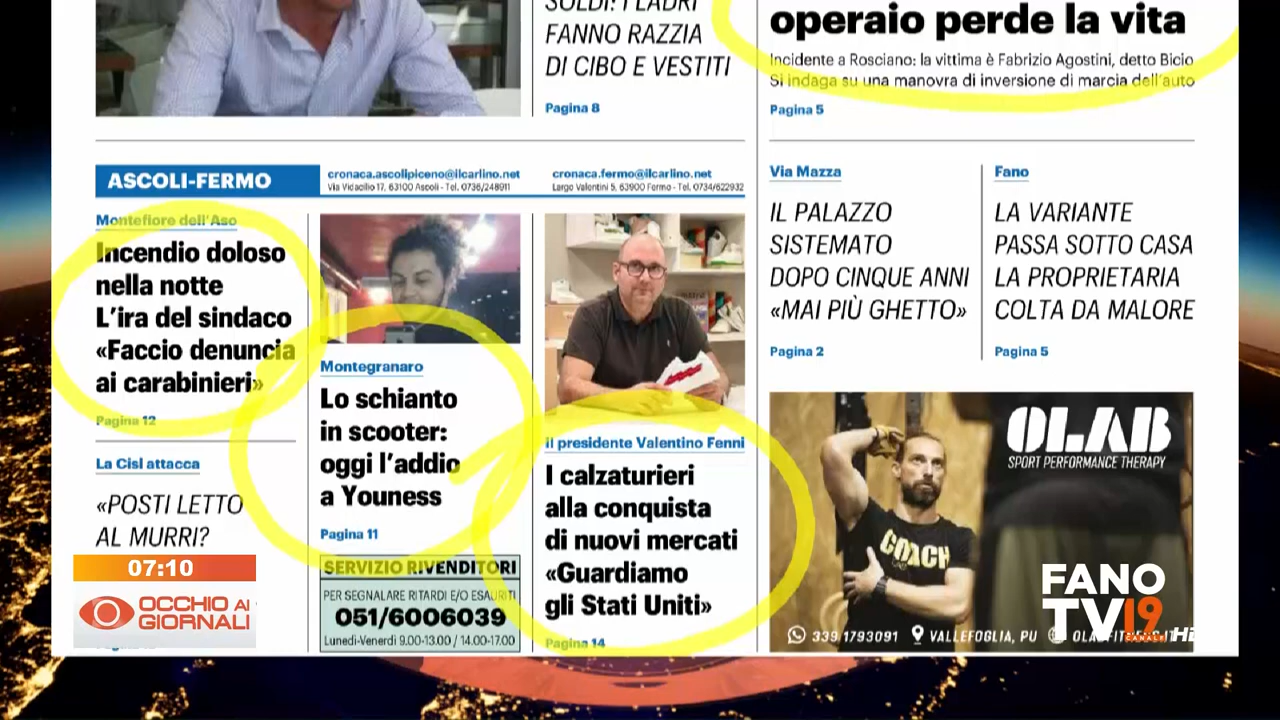 SOLDI: I LADRI
FANNO RAZZIA
DI CIBO E VESTITI
Pagina 8
operaio perde la vita
Incidente a Rosciano: la vittima è Fabrizio Agostini, detto Bicio
Si indaga su una manovra di inversione di marcia dell'auto
Pagina 5
ASCOLI-FERMO
cronaca.ascolipiceno@ilcarlino.net
Via Vidacilio 17, 63100 Ascoli - Tel. 0736/248911
cronaca.fermo@ilcarlino.net
Largo Valentini 5, 63900 Fermo - Tel. 0734/622932
Montefiore dell'Aso
Incendio doloso
nella notte
L'ira del sindaco
«Faccio denuncia
ai carabinieri»
Pagina 12
La Cisl attacca
«POSTI LETTO
AL MURRI?
Montegranaro
Lo schianto
in scooter:
oggi l'addio
a Youness
Pagina 11
SERVIZIO RIVENDITORI
PER SEGNALARE RITARDI E/O ESAURITI
051/6006039
Lunedì-Venerdì 9.00-13.00 / 14.00-17.00
Il presidente Valentino Fenni
I calzaturieri
alla conquista
di nuovi mercati
«Guardiamo
gli Stati Uniti»
Pagina 14
Via Mazza
IL PALAZZO
SISTEMATO
DOPO CINQUE ANNI
«MAI PIÙ GHETTO»
Pagina 2
Fano
LA VARIANTE
PASSA SOTTO CASA
LA PROPRIETARIA
COLTA DA MALORE
Pagina 5
OLAB
SPORT PERFORMANCE THERAPY
COACH
339 1793091
VALLEFOGLIA, PU
07:10
OCCHIO AI
GIORNALI
FANO
TV19
HD